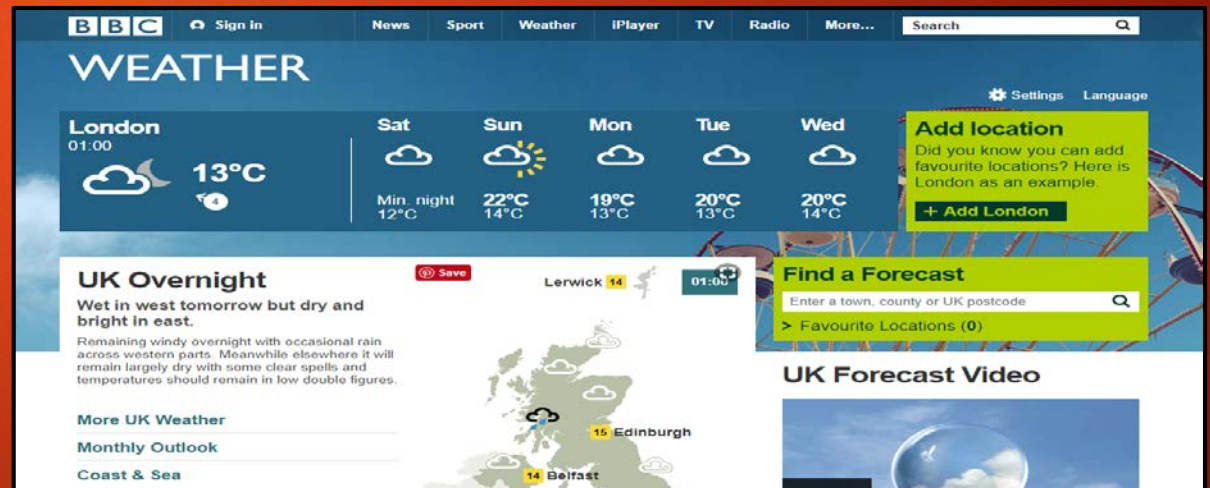 BBC Sign in News Sport Weather iPlayer TV Radio More... Search
WEATHER
Settings Language
London
01:00
13°C
4
Sat Sun Mon Tue Wed
Min. night 22°C 19°C 20°C 20°C
12°C 14°C 13°C 13°C 14°C
Add location
Did you know you can add
favourite locations? Here is
London as an example.
+ Add London
UK Overnight
Wet in west tomorrow but dry and
bright in east.
Remaining windy overnight with occasional rain
across western parts. Meanwhile elsewhere it will
remain largely dry with some clear spells and
temperatures should remain in low double figures.
More UK Weather
Monthly Outlook
Coast & Sea
Save
Lerwick 14
01:00
15 Edinburgh
14 Belfast
Find a Forecast
Enter a town, county or UK postcode
> Favourite Locations (0)
UK Forecast Video